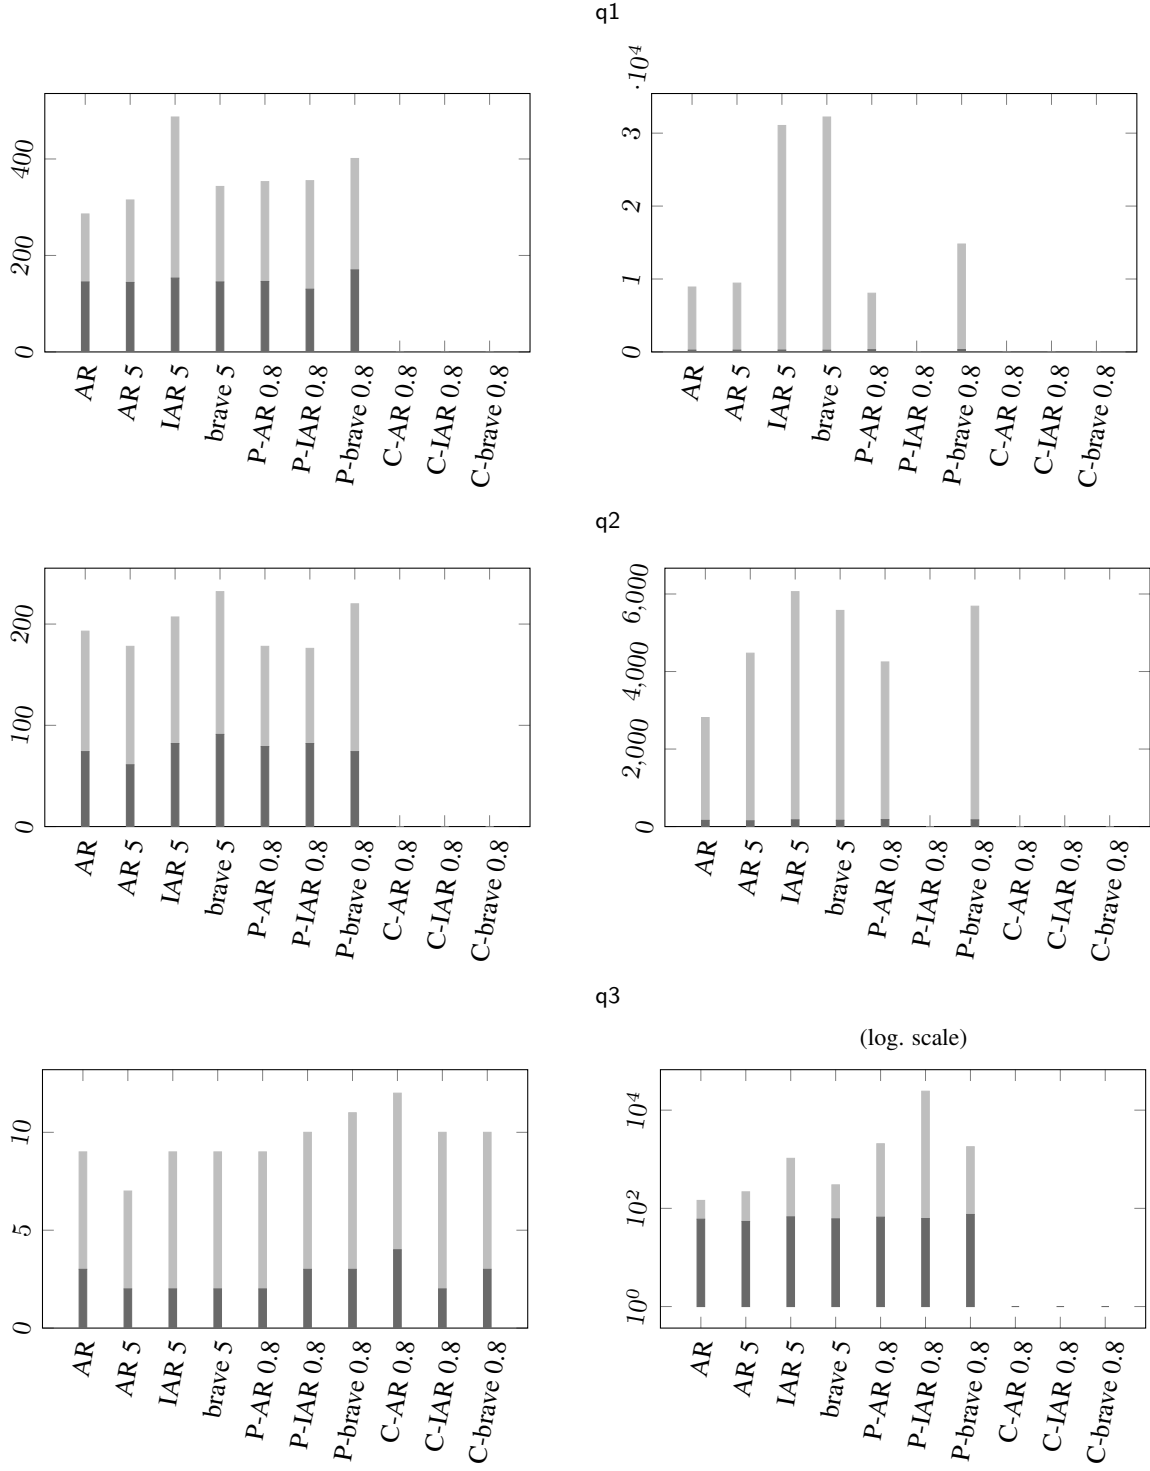 q1
·10⁴
400
200
0
3
2
1
0
AR
AR 5
IAR 5
brave 5
P-AR 0.8
P-IAR 0.8
P-brave 0.8
C-AR 0.8
C-IAR 0.8
C-brave 0.8
AR
AR 5
IAR 5
brave 5
P-AR 0.8
P-IAR 0.8
P-brave 0.8
C-AR 0.8
C-IAR 0.8
C-brave 0.8
q2
200
100
0
6,000
4,000
2,000
0
AR
AR 5
IAR 5
brave 5
P-AR 0.8
P-IAR 0.8
P-brave 0.8
C-AR 0.8
C-IAR 0.8
C-brave 0.8
AR
AR 5
IAR 5
brave 5
P-AR 0.8
P-IAR 0.8
P-brave 0.8
C-AR 0.8
C-IAR 0.8
C-brave 0.8
q3
(log. scale)
10
5
0
10⁴
10²
10⁰
AR
AR 5
IAR 5
brave 5
P-AR 0.8
P-IAR 0.8
P-brave 0.8
C-AR 0.8
C-IAR 0.8
C-brave 0.8
AR
AR 5
IAR 5
brave 5
P-AR 0.8
P-IAR 0.8
P-brave 0.8
C-AR 0.8
C-IAR 0.8
C-brave 0.8